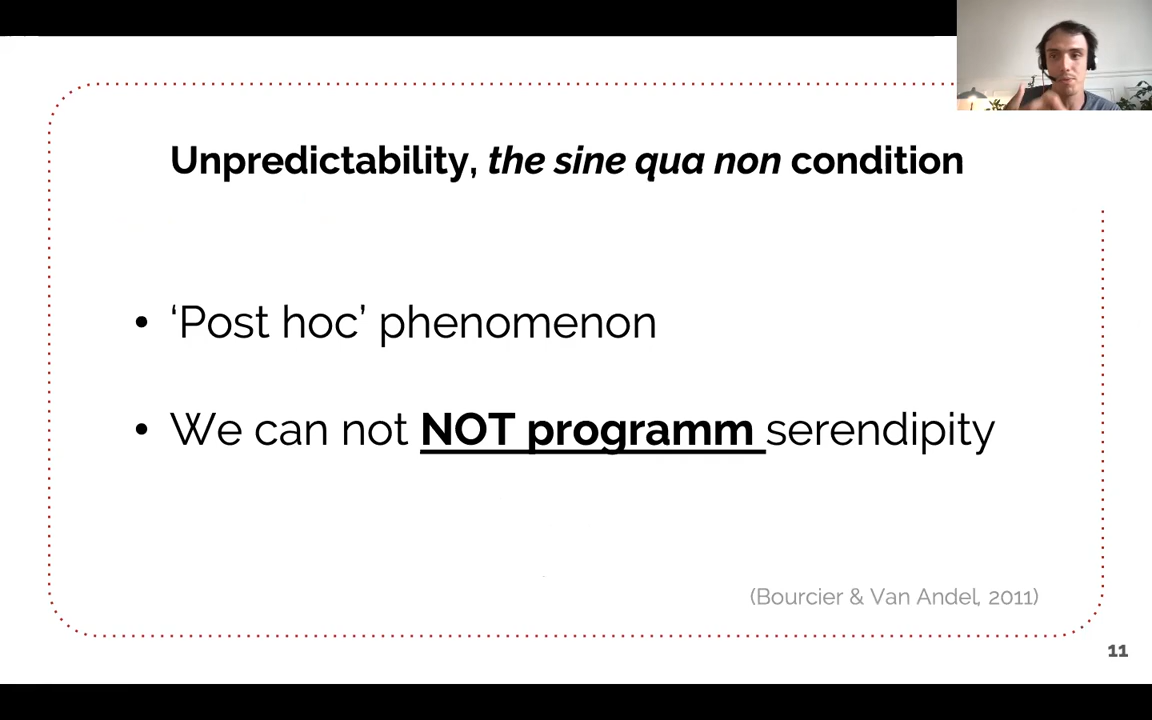 Unpredictability, the sine qua non condition
• ‘Post hoc’ phenomenon
• We can not NOT programm serendipity
(Bourcier & Van Andel, 2011)
11